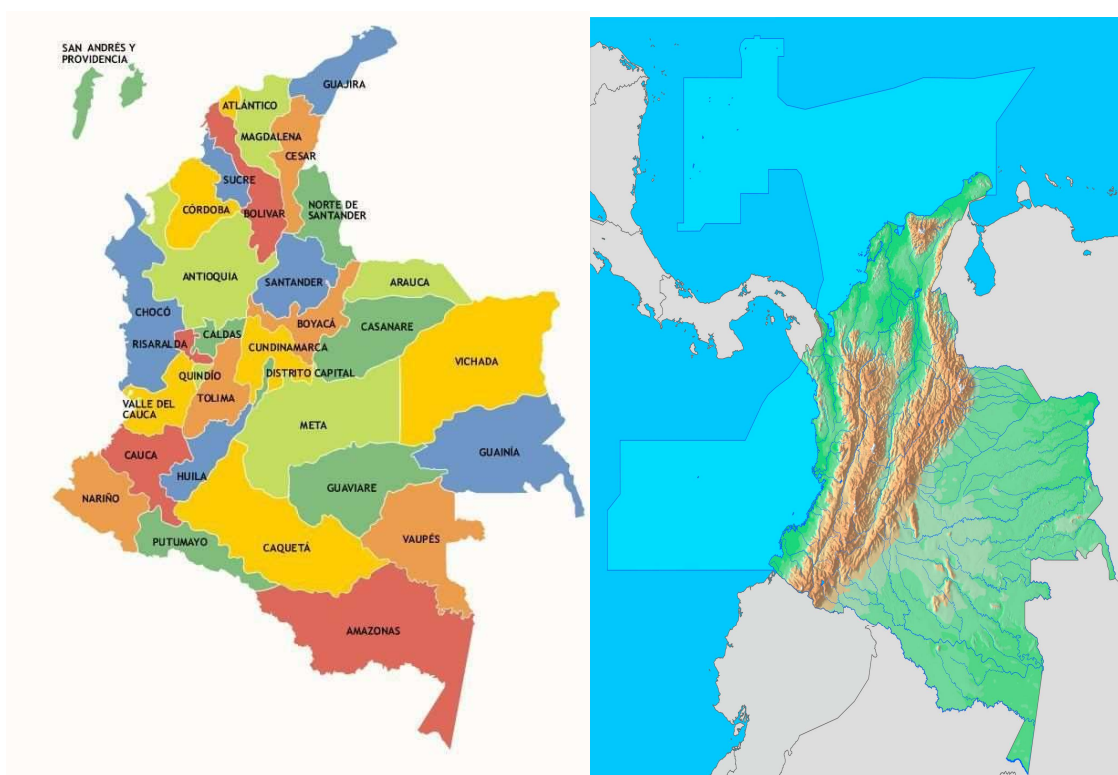 SAN ANDRÉS Y
PROVIDENCIA
GUAJIRA
ATLÁNTICO
MAGDALENA
CESAR
SUCRE
NORTE DE
SANTANDER
CÓRDOBA
BOLIVAR
ANTIOQUIA
SANTANDER
ARAUCA
CHOCÓ
BOYACÁ
CASANARE
CALDAS
RISARALDA
CUNDINAMARCA
VICHADA
QUINDÍO
DISTRITO CAPITAL
TOLIMA
VALLE DEL
CAUCA
META
CAUCA
GUAINÍA
HUILA
GUAVIARE
NARIÑO
VAUPÉS
PUTUMAYO
CAQUETÁ
AMAZONAS